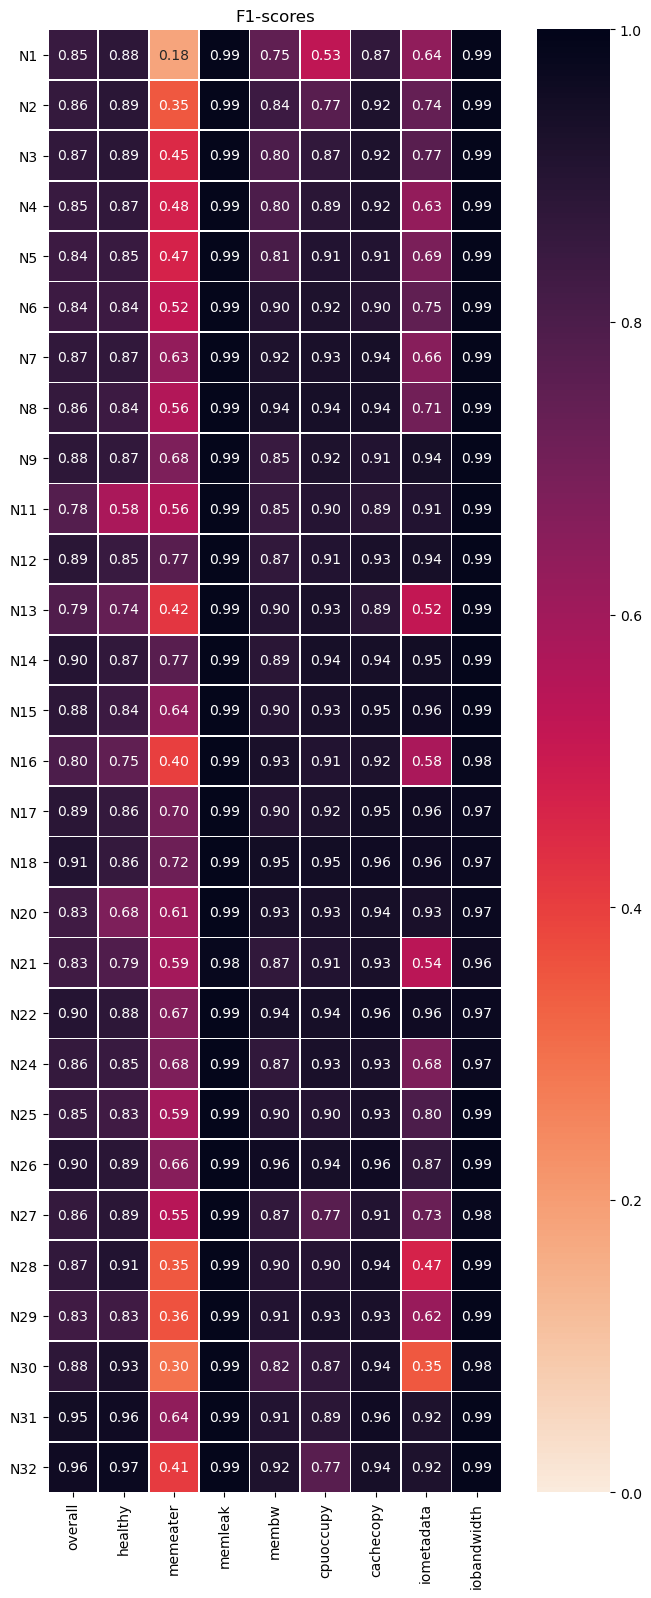 F1-scores
N1 0.85 0.88 0.18 0.99 0.75 0.53 0.87 0.64 0.99
N2 0.86 0.89 0.35 0.99 0.84 0.77 0.92 0.74 0.99
N3 0.87 0.89 0.45 0.99 0.80 0.87 0.92 0.77 0.99
N4 0.85 0.87 0.48 0.99 0.80 0.89 0.92 0.63 0.99
N5 0.84 0.85 0.47 0.99 0.81 0.91 0.91 0.69 0.99
N6 0.84 0.84 0.52 0.99 0.90 0.92 0.90 0.75 0.99
N7 0.87 0.87 0.63 0.99 0.92 0.93 0.94 0.66 0.99
N8 0.86 0.84 0.56 0.99 0.94 0.94 0.94 0.71 0.99
N9 0.88 0.87 0.68 0.99 0.85 0.92 0.91 0.94 0.99
N11 0.78 0.58 0.56 0.99 0.85 0.90 0.89 0.91 0.99
N12 0.89 0.85 0.77 0.99 0.87 0.91 0.93 0.94 0.99
N13 0.79 0.74 0.42 0.99 0.90 0.93 0.89 0.52 0.99
N14 0.90 0.87 0.77 0.99 0.89 0.94 0.94 0.95 0.99
N15 0.88 0.84 0.64 0.99 0.90 0.93 0.95 0.96 0.99
N16 0.80 0.75 0.40 0.99 0.93 0.91 0.92 0.58 0.98
N17 0.89 0.86 0.70 0.99 0.90 0.92 0.95 0.96 0.97
N18 0.91 0.86 0.72 0.99 0.95 0.95 0.96 0.96 0.97
N20 0.83 0.68 0.61 0.99 0.93 0.93 0.94 0.93 0.97
N21 0.83 0.79 0.59 0.98 0.87 0.91 0.93 0.54 0.96
N22 0.90 0.88 0.67 0.99 0.94 0.94 0.96 0.96 0.97
N24 0.86 0.85 0.68 0.99 0.87 0.93 0.93 0.68 0.97
N25 0.85 0.83 0.59 0.99 0.90 0.90 0.93 0.80 0.99
N26 0.90 0.89 0.66 0.99 0.96 0.94 0.96 0.87 0.99
N27 0.86 0.89 0.55 0.99 0.87 0.77 0.91 0.73 0.98
N28 0.87 0.91 0.35 0.99 0.90 0.90 0.94 0.47 0.99
N29 0.83 0.83 0.36 0.99 0.91 0.93 0.93 0.62 0.99
N30 0.88 0.93 0.30 0.99 0.82 0.87 0.94 0.35 0.98
N31 0.95 0.96 0.64 0.99 0.91 0.89 0.96 0.92 0.99
N32 0.96 0.97 0.41 0.99 0.92 0.77 0.94 0.92 0.99
overall healthy memeater memleak membw cpuoccupy cachecopy iometadata iobandwidth
1.0
0.8
0.6
0.4
0.2
0.0